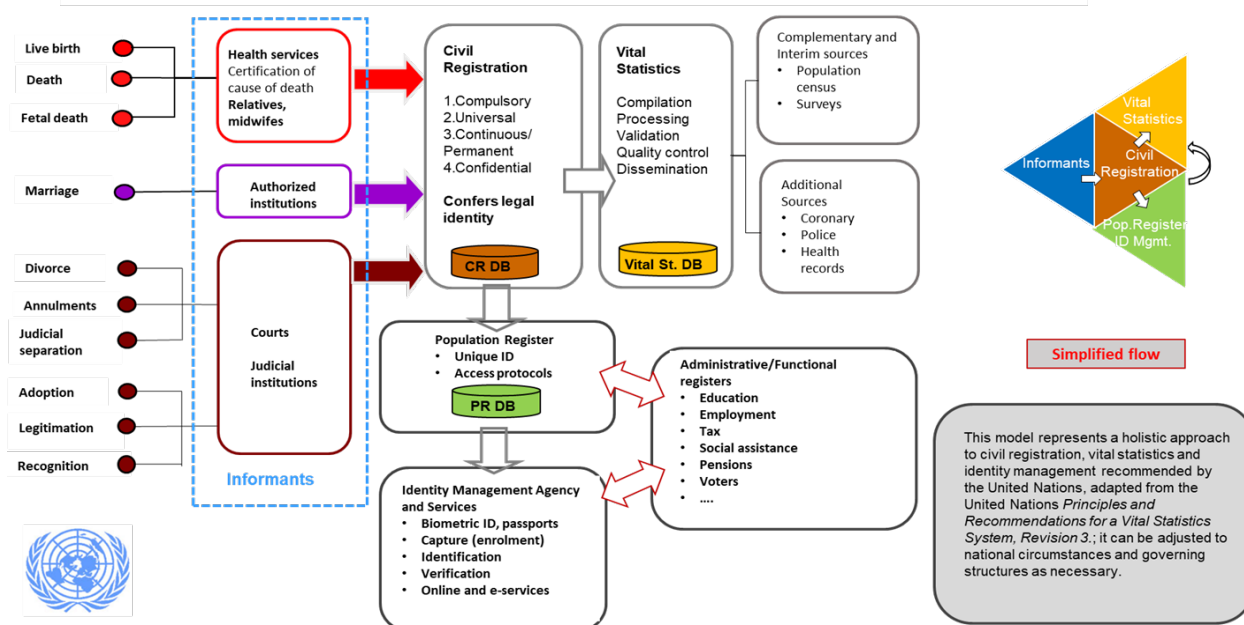 Live birth
Death
Fetal death
Marriage
Divorce
Annulments
Judicial
separation
Adoption
Legitimation
Recognition
Health services
Certification of
cause of death
Relatives,
midwifes
Authorized
institutions
Courts
Judicial
institutions
Informants
Civil
Registration
1.Compulsory
2.Universal
3.Continuous/
Permanent
4.Confidential
Confers legal
identity
CR DB
Vital
Statistics
Compilation
Processing
Validation
Quality control
Dissemination
Vital St. DB
Complementary and
Interim sources
• Population
census
• Surveys
Additional
Sources
• Coronary
• Police
• Health
records
Population Register
• Unique ID
• Access protocols
PR DB
Administrative/Functional
registers
• Education
• Employment
• Tax
• Social assistance
• Pensions
• Voters
• ....
Identity Management Agency
and Services
• Biometric ID, passports
• Capture (enrolment)
• Identification
• Verification
• Online and e-services
Vital
Statistics
Informants
Civil
Registration
Pop.Register
ID Mgmt.
Simplified flow
This model represents a holistic approach
to civil registration, vital statistics and
identity management recommended by
the United Nations, adapted from the
United Nations Principles and
Recommendations for a Vital Statistics
System, Revision 3.; it can be adjusted to
national circumstances and governing
structures as necessary.